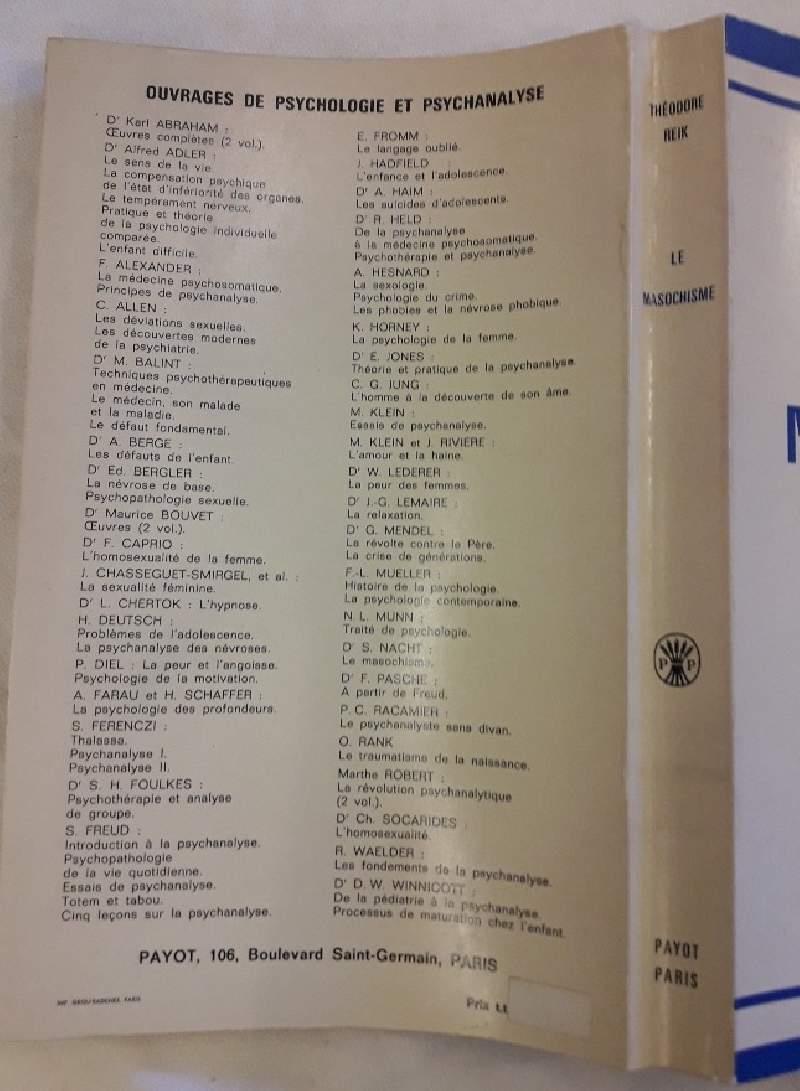 OUVRAGES DE PSYCHOLOGIE ET PSYCHANALYSE
Dʳ Karl ABRAHAM :
Œuvres complètes (2 vol.).
Dʳ Alfred ADLER :
Le sens de la vie.
La compensation psychique
de l'état d'infériorité des organes.
Le tempérament nerveux.
Pratique et théorie
de la psychologie individuelle
comparée.
L'enfant difficile.
F. ALEXANDER :
La médecine psychosomatique.
Principes de psychanalyse.
C. ALLEN :
Les déviations sexuelles.
Les découvertes modernes
de la psychiatrie.
Dʳ M. BALINT :
Techniques psychothérapeutiques
en médecine.
Le médecin, son malade
et la maladie.
Le défaut fondamental.
Dʳ A. BERGE :
Les défauts de l'enfant.
Dʳ Ed. BERGLER :
La névrose de base.
Psychopathologie sexuelle.
Dʳ Maurice BOUVET :
Œuvres (2 vol.).
Dʳ F. CAPRIO :
L'homosexualité de la femme.
J. CHASSEGUET-SMIRGEL, et al. :
La sexualité féminine.
Dʳ L. CHERTOK : L'hypnose.
H. DEUTSCH :
Problèmes de l'adolescence.
La psychanalyse des névroses.
P. DIEL : La peur et l'angoisse.
Psychologie de la motivation.
A. FARAU et H. SCHAFFER :
La psychologie des profondeurs.
S. FERENCZI :
Thalassa.
Psychanalyse I.
Psychanalyse II.
Dʳ S. H. FOULKES :
Psychothérapie et analyse
de groupe.
S. FREUD :
Introduction à la psychanalyse.
Psychopathologie
de la vie quotidienne.
Essais de psychanalyse.
Totem et tabou.
Cinq leçons sur la psychanalyse.
E. FROMM :
Le langage oublié.
J. HADFIELD :
L'enfance et l'adolescence.
Dʳ A. HAIM :
Les suicides d'adolescents.
Dʳ R. HELD :
De la psychanalyse
à la médecine psychosomatique.
Psychothérapie et psychanalyse.
A. HESNARD :
La sexologie.
Psychologie du crime.
Les phobies et la névrose phobique.
K. HORNEY :
La psychologie de la femme.
Dʳ E. JONES :
Théorie et pratique de la psychanalyse.
C. G. JUNG :
L'homme à la découverte de son âme.
M. KLEIN :
Essais de psychanalyse.
M. KLEIN et J. RIVIERE :
L'amour et la haine.
Dʳ W. LEDERER :
La peur des femmes.
Dʳ J.-G. LEMAIRE :
La relaxation.
Dʳ G. MENDEL :
La révolte contre le Père.
La crise de générations.
F.-L. MUELLER :
Histoire de la psychologie.
La psychologie contemporaine.
N.L. MUNN :
Traité de psychologie.
Dʳ S. NACHT :
Le masochisme.
Dʳ F. PASCHE :
A partir de Freud.
P.C. RACAMIER :
Le psychanalyste sans divan.
O. RANK
Le traumatisme de la naissance.
Marthe ROBERT :
La révolution psychanalytique
(2 vol.).
Dʳ Ch. SOCARIDES :
L'homosexualité.
R. WAELDER :
Les fondements de la psychanalyse.
Dʳ D. W. WINNICOTT :
De la pédiatrie à la psychanalyse.
Processus de maturation chez l'enfant.
PAYOT, 106, Boulevard Saint-Germain, PARIS
Prix
THÉODORE
REIK
LE
MASOCHISME
P P
PAYOT
PARIS